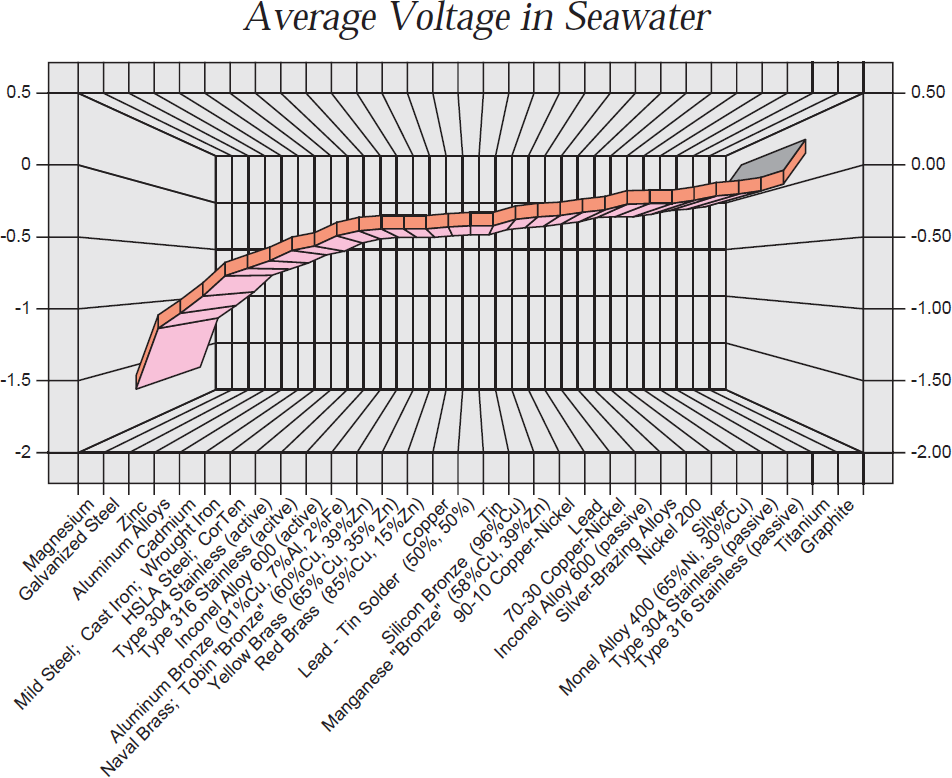 Average Voltage in Seawater
0.5
0
-0.5
-1
-1.5
-2
0.50
0.00
-0.50
-1.00
-1.50
-2.00
Magnesium
Galvanized Steel
Zinc
Aluminum Alloys
Cadmium
Mild Steel; Cast Iron; Wrought Iron
HSLA Steel; CorTen
Type 304 Stainless (active)
Type 316 Stainless (acitve)
Inconel Alloy 600 (active)
Aluminum Bronze (91%Cu, 7%Al, 2%Fe)
Naval Brass; Tobin "Bronze" (60%Cu, 39%Zn)
Yellow Brass (65% Cu, 35% Zn)
Red Brass (85%Cu, 15%Zn)
Copper
Lead - Tin Solder (50%, 50%)
Tin
Silicon Bronze (96%Cu)
Manganese "Bronze" (58%Cu, 39%Zn)
90-10 Copper-Nickel
Lead
70-30 Copper-Nickel
Inconel Alloy 600 (passive)
Silver-Brazing Alloys
Nickel 200
Silver
Monel Alloy 400 (65%Ni, 30%Cu)
Type 304 Stainless (passive)
Type 316 Stainless (passive)
Titanium
Graphite